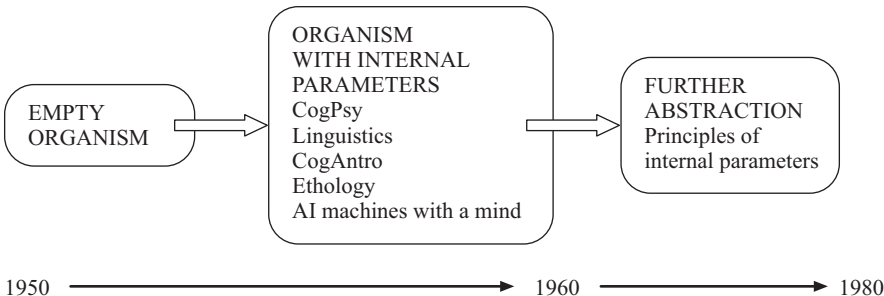 EMPTY
ORGANISM
ORGANISM
WITH INTERNAL
PARAMETERS
CogPsy
Linguistics
CogAntro
Ethology
AI machines with a mind
FURTHER
ABSTRACTION
Principles of
internal parameters
1950
1960
1980